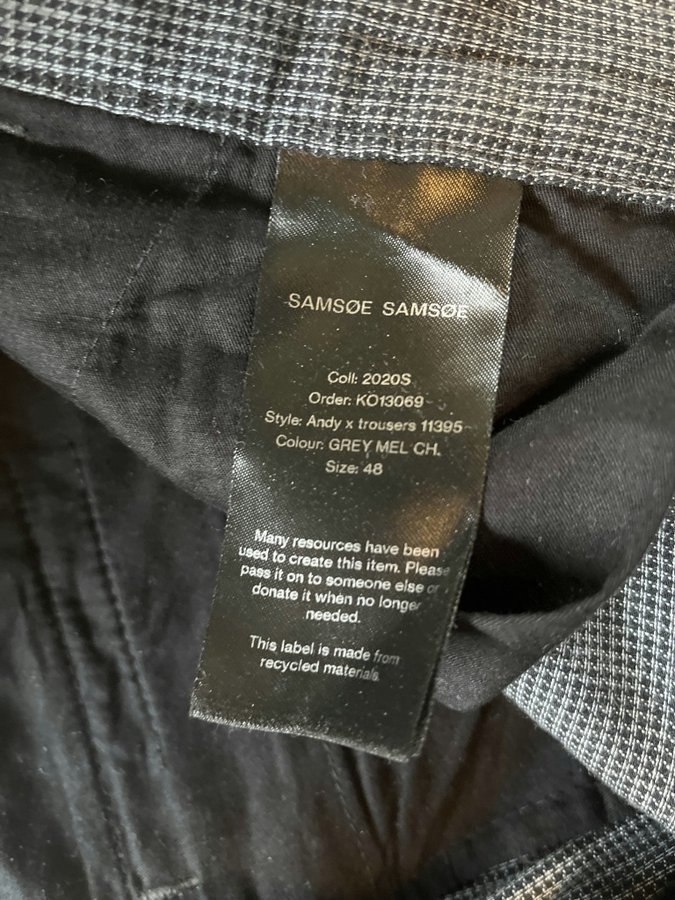 SAMSØE SAMSØE
Coll: 2020S
Order: KO13069
Style: Andy x trousers 11395
Colour: GREY MEL CH.
Size: 48
Many resources have been
used to create this item. Please
pass it on to someone else or
donate it when no longer
needed.
This label is made from
recycled materials.